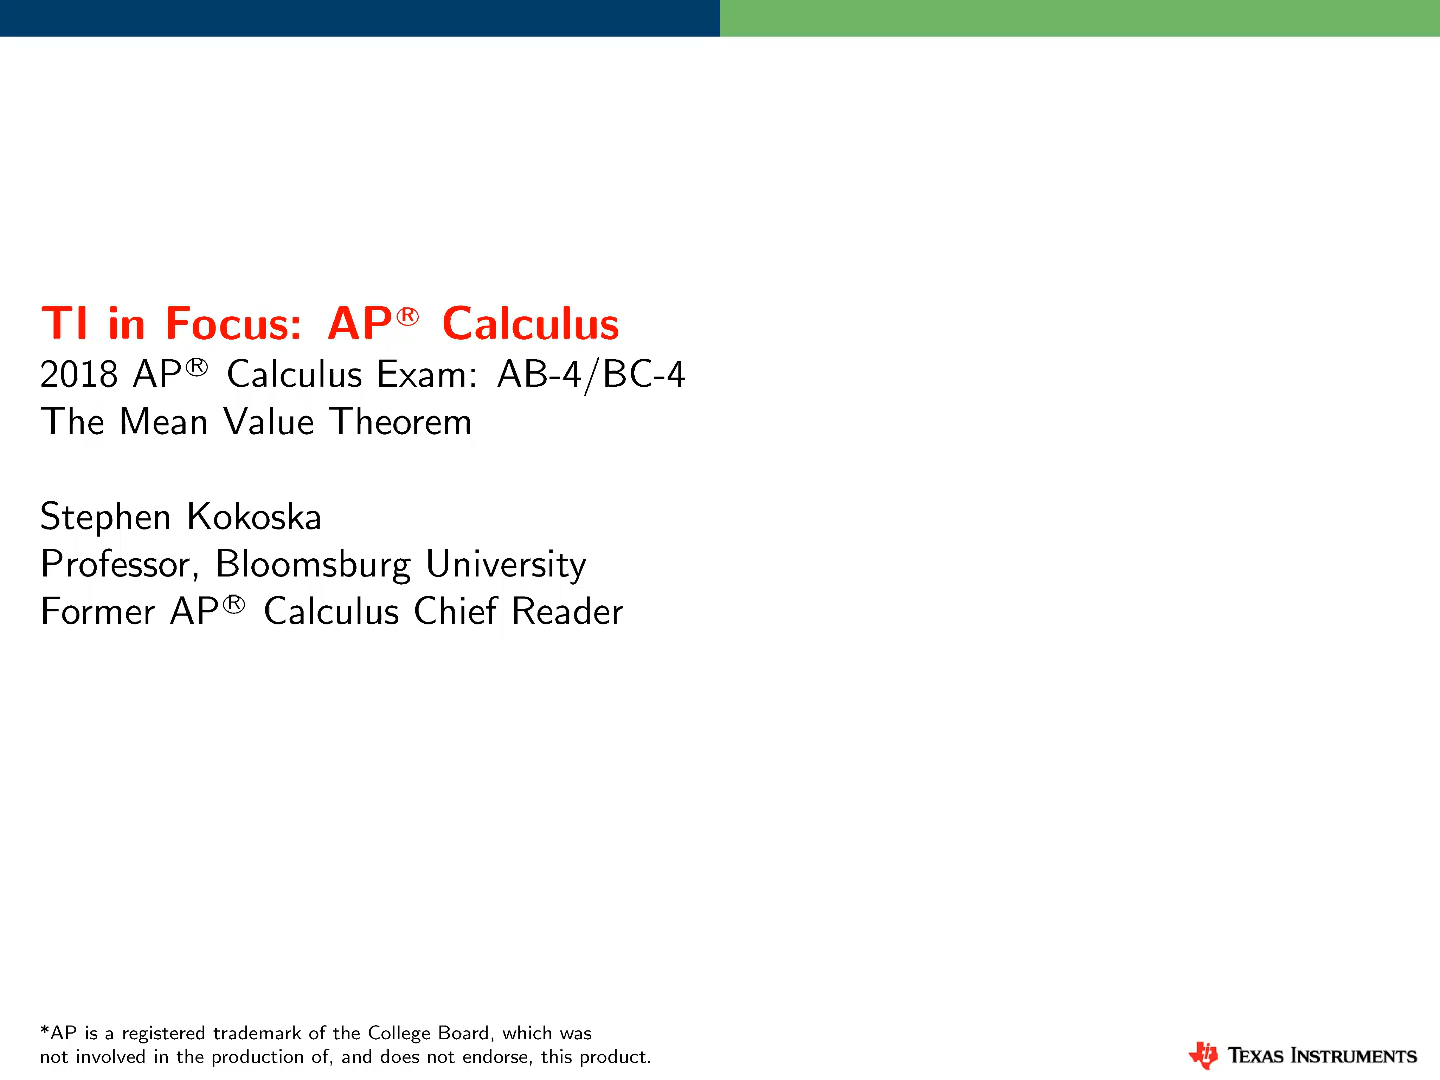 TI in Focus: AP® Calculus
2018 AP® Calculus Exam: AB-4/BC-4
The Mean Value Theorem
Stephen Kokoska
Professor, Bloomsburg University
Former AP® Calculus Chief Reader
*AP is a registered trademark of the College Board, which was
not involved in the production of, and does not endorse, this product.
TEXAS INSTRUMENTS